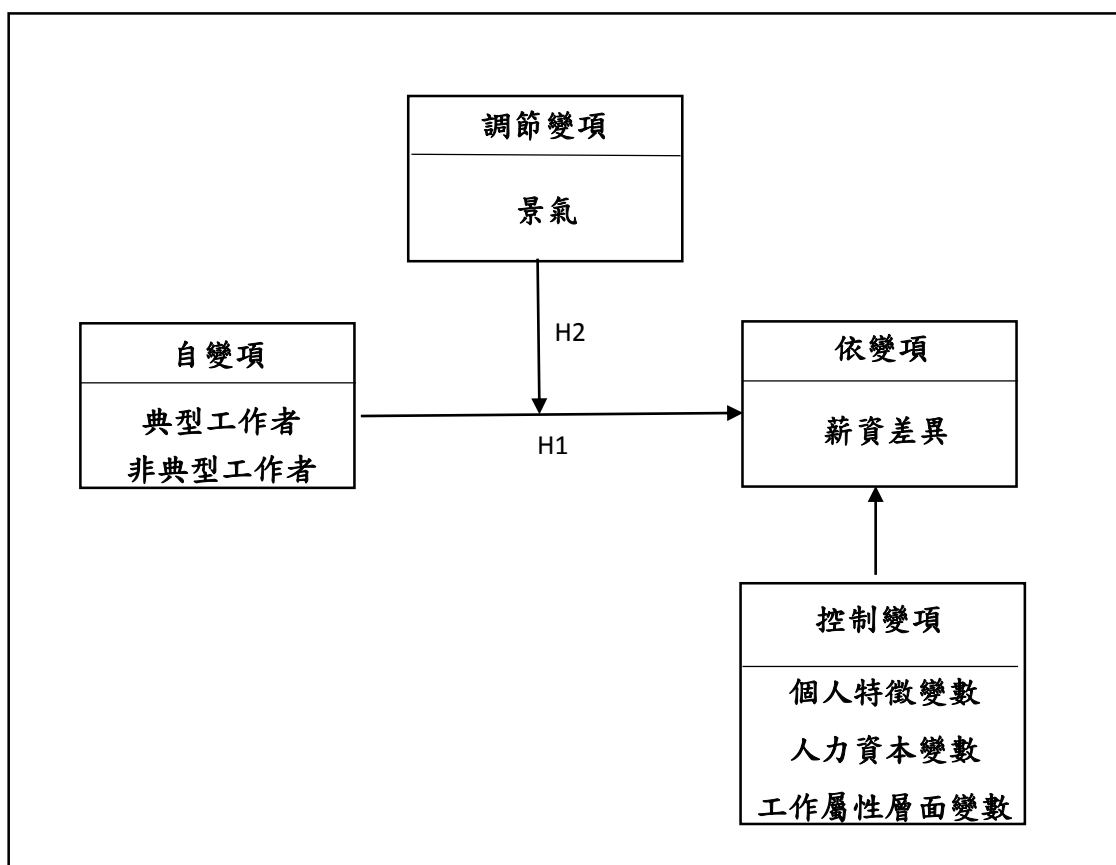 調節變項
景氣
H2
自變項
典型工作者
非典型工作者
H1
依變項
薪資差異
控制變項
個人特徵變數
人力資本變數
工作屬性層面變數